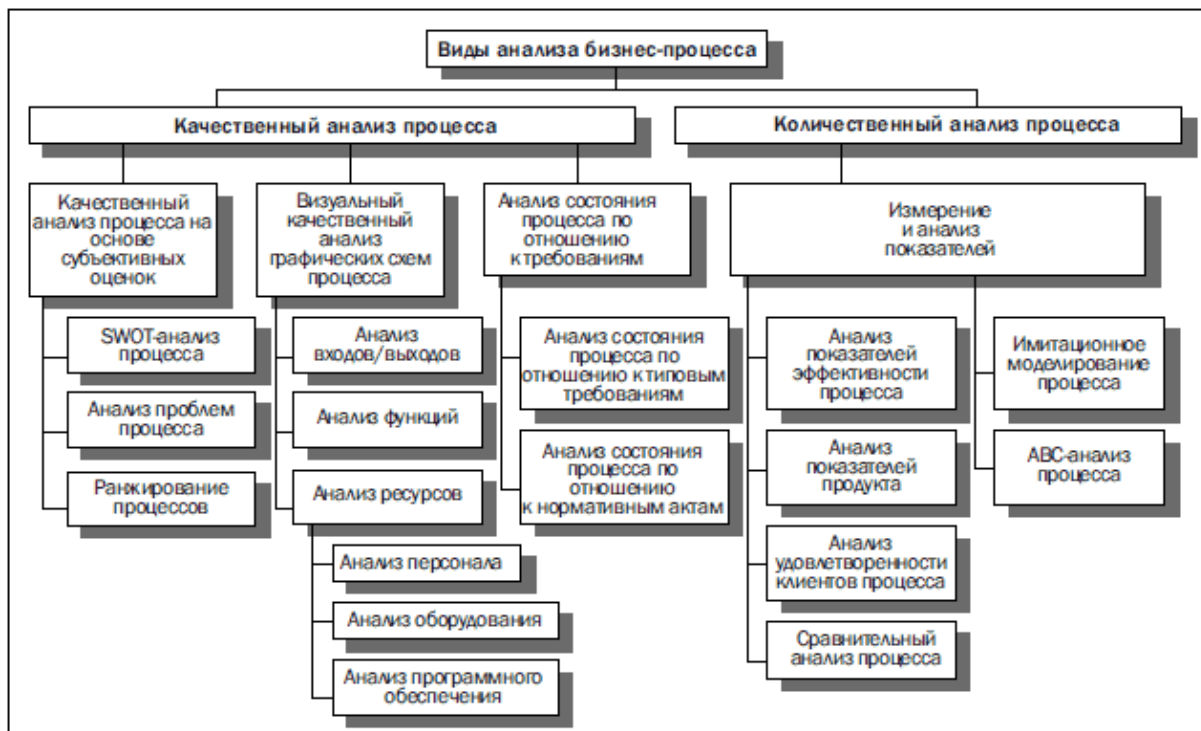 Виды анализа бизнес-процесса
Качественный анализ процесса
Количественный анализ процесса
Качественный
анализ процесса на
основе
субъективных
оценок
Визуальный
качественный
анализ
графических схем
процесса
Анализ состояния
процесса по
отношению
к требованиям
Измерение
и анализ
показателей
SWOT-анализ
процесса
Анализ проблем
процесса
Ранжирование
процессов
Анализ
входов/выходов
Анализ функций
Анализ ресурсов
Анализ персонала
Анализ оборудования
Анализ программного
обеспечения
Анализ состояния
процесса по
отношению к типовым
требованиям
Анализ состояния
процесса по
отношению
к нормативным актам
Анализ
показателей
эффективности
процесса
Анализ
показателей
продукта
Анализ
удовлетворенности
клиентов процесса
Сравнительный
анализ процесса
Имитационное
моделирование
процесса
ABC-анализ
процесса